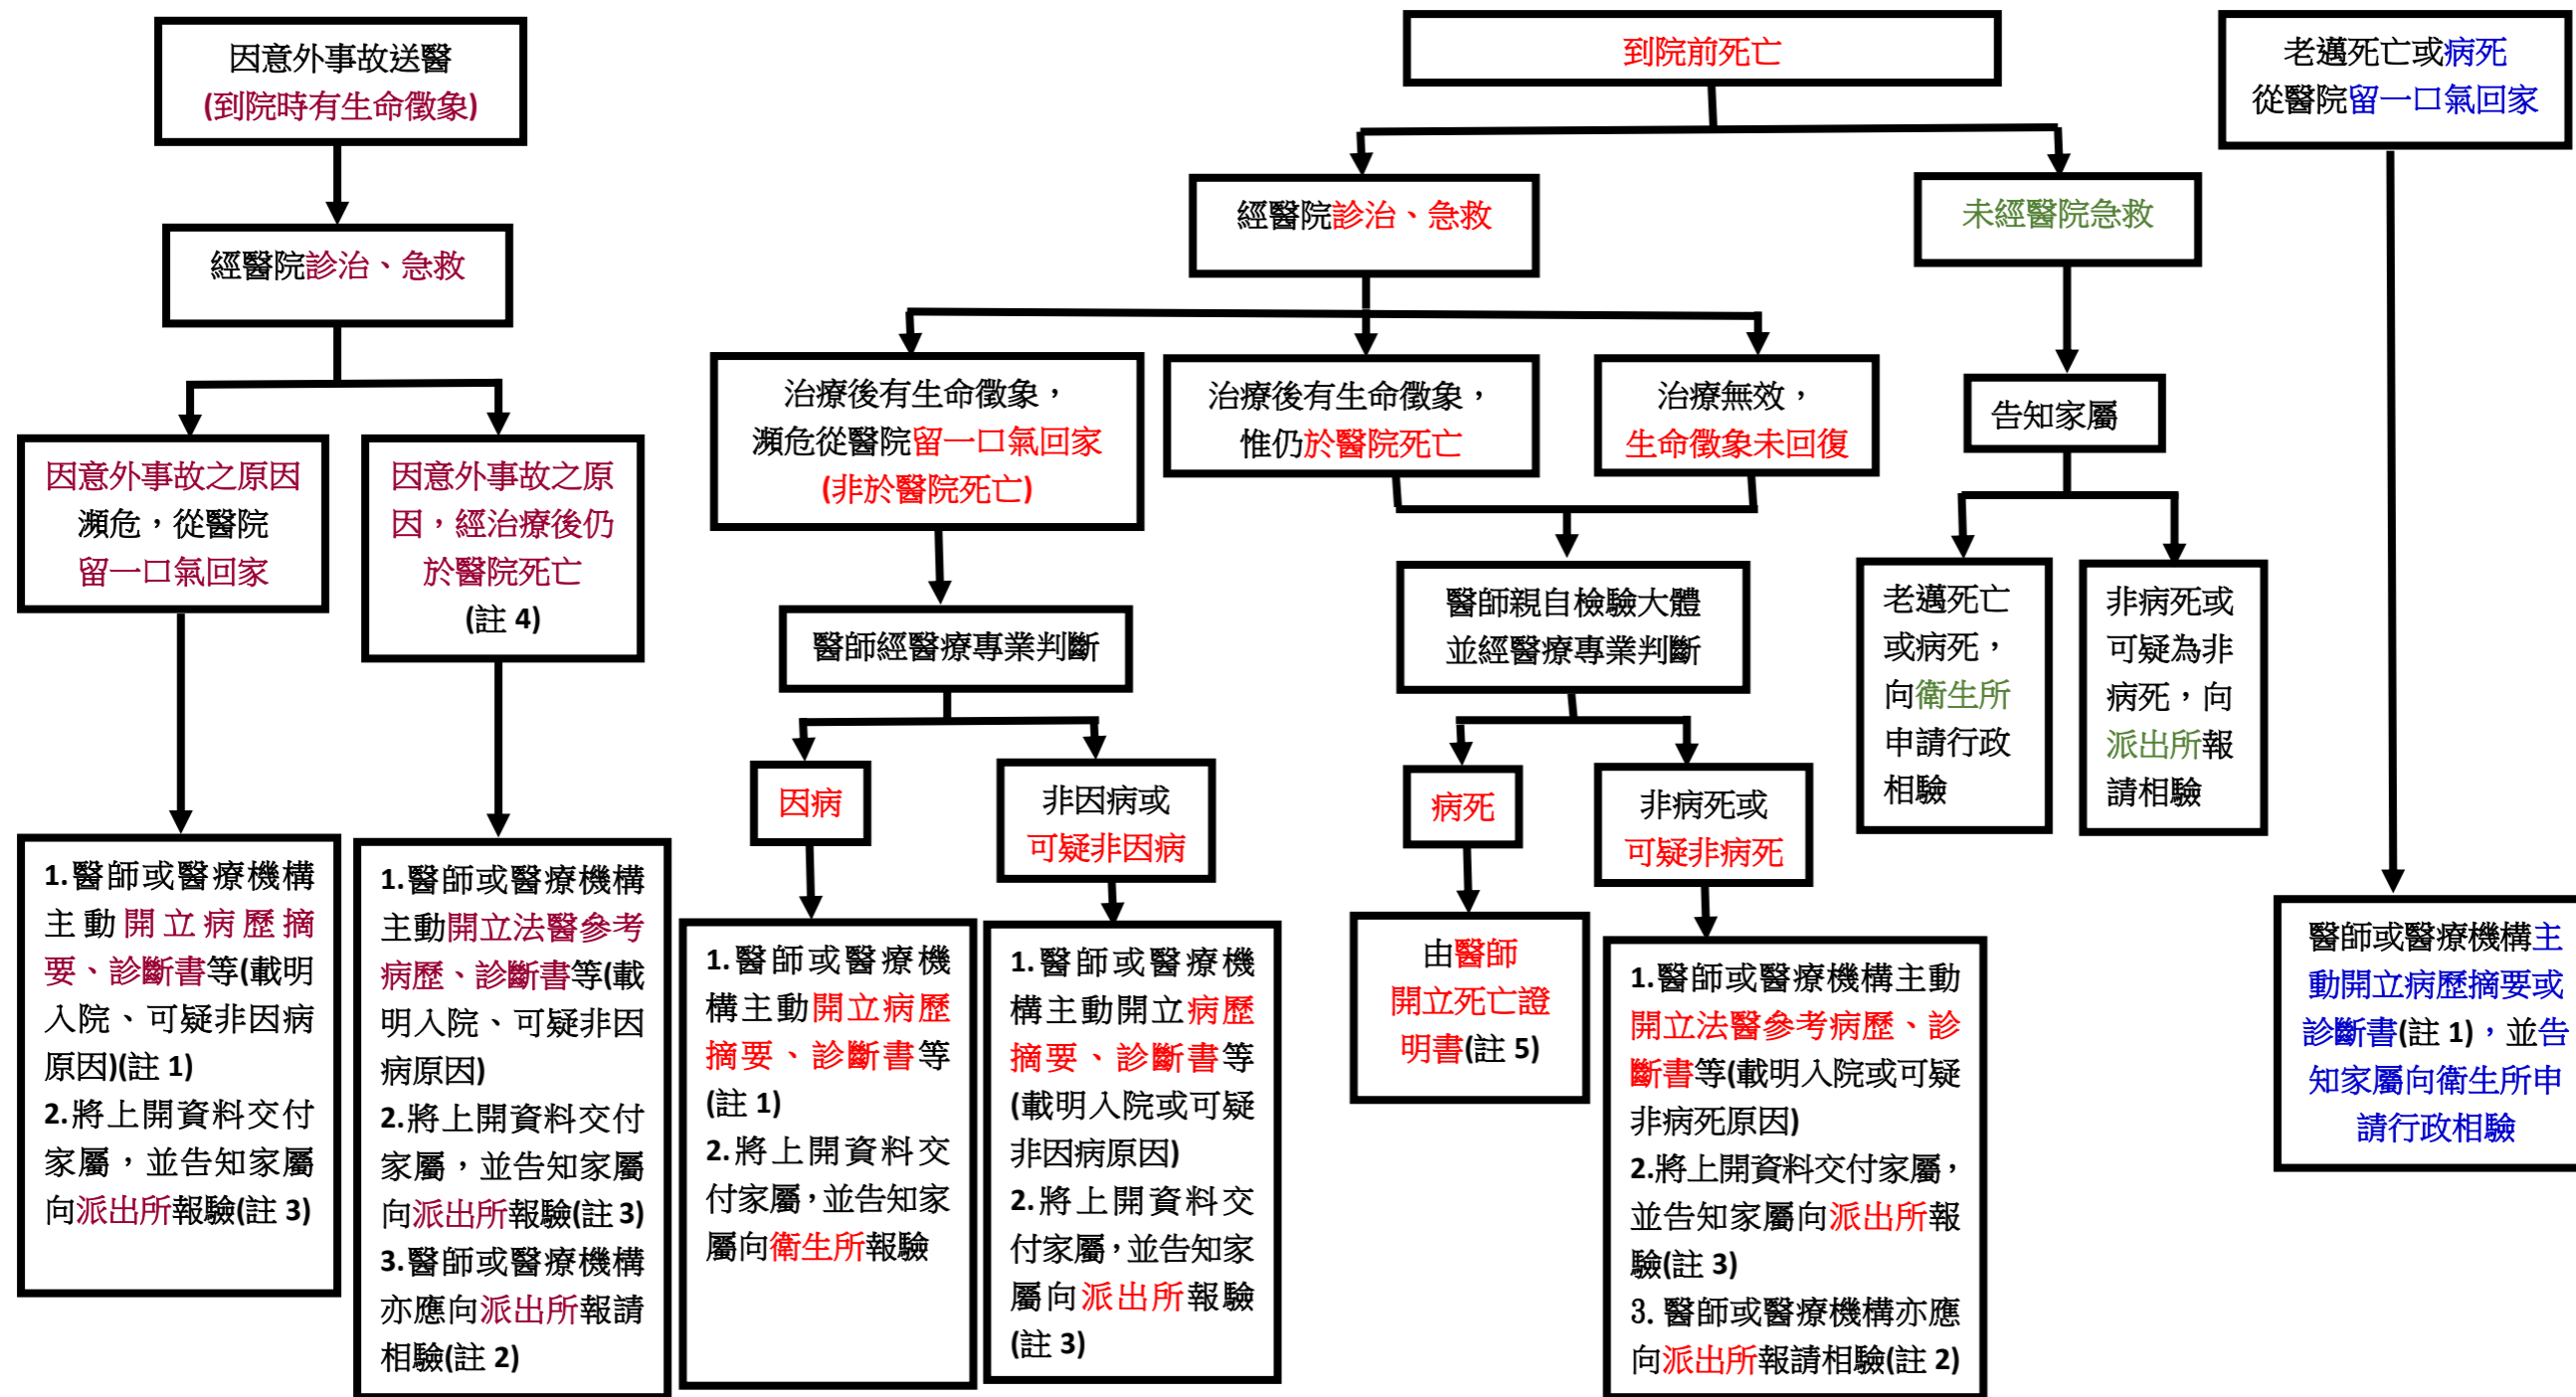 因意外事故送醫
(到院時有生命徵象)
經醫院診治、急救
因意外事故之原因
瀕危，從醫院
留一口氣回家
因意外事故之原
因，經治療後仍
於醫院死亡
(註 4)
1.醫師或醫療機構
主動開立病歷摘
要、診斷書等(載明
入院、可疑非因病
原因)(註 1)
2.將上開資料交付
家屬，並告知家屬
向派出所報驗(註 3)
1.醫師或醫療機構
主動開立法醫參考
病歷、診斷書等(載
明入院、可疑非因
病原因)
2.將上開資料交付
家屬，並告知家屬
向派出所報驗(註 3)
3.醫師或醫療機構
亦應向派出所報請
相驗(註 2)
到院前死亡
經醫院診治、急救
治療後有生命徵象，
瀕危從醫院留一口氣回家
(非於醫院死亡)
醫師經醫療專業判斷
因病
1.醫師或醫療機
構主動開立病歷
摘要、診斷書等
(註 1)
2.將上開資料交
付家屬，並告知家
屬向衛生所報驗
非因病或
可疑非因病
1.醫師或醫療機
構主動開立病歷
摘要、診斷書等
(載明入院或可疑
非因病原因)
2.將上開資料交
付家屬，並告知家
屬向派出所報驗
(註 3)
治療後有生命徵象，
惟仍於醫院死亡
治療無效，
生命徵象未回復
醫師親自檢驗大體
並經醫療專業判斷
病死
由醫師
開立死亡證
明書(註 5)
非病死或
可疑非病死
1.醫師或醫療機構主動
開立法醫參考病歷、診
斷書等(載明入院或可疑
非病死原因)
2.將上開資料交付家屬，
並告知家屬向派出所報
驗(註 3)
3. 醫師或醫療機構亦應
向派出所報請相驗(註 2)
未經醫院急救
告知家屬
老邁死亡
或病死，
向衛生所
申請行政
相驗
非病死或
可疑為非
病死，向
派出所報
請相驗
老邁死亡或病死
從醫院留一口氣回家
醫師或醫療機構主
動開立病歷摘要或
診斷書(註 1)，並告
知家屬向衛生所申
請行政相驗